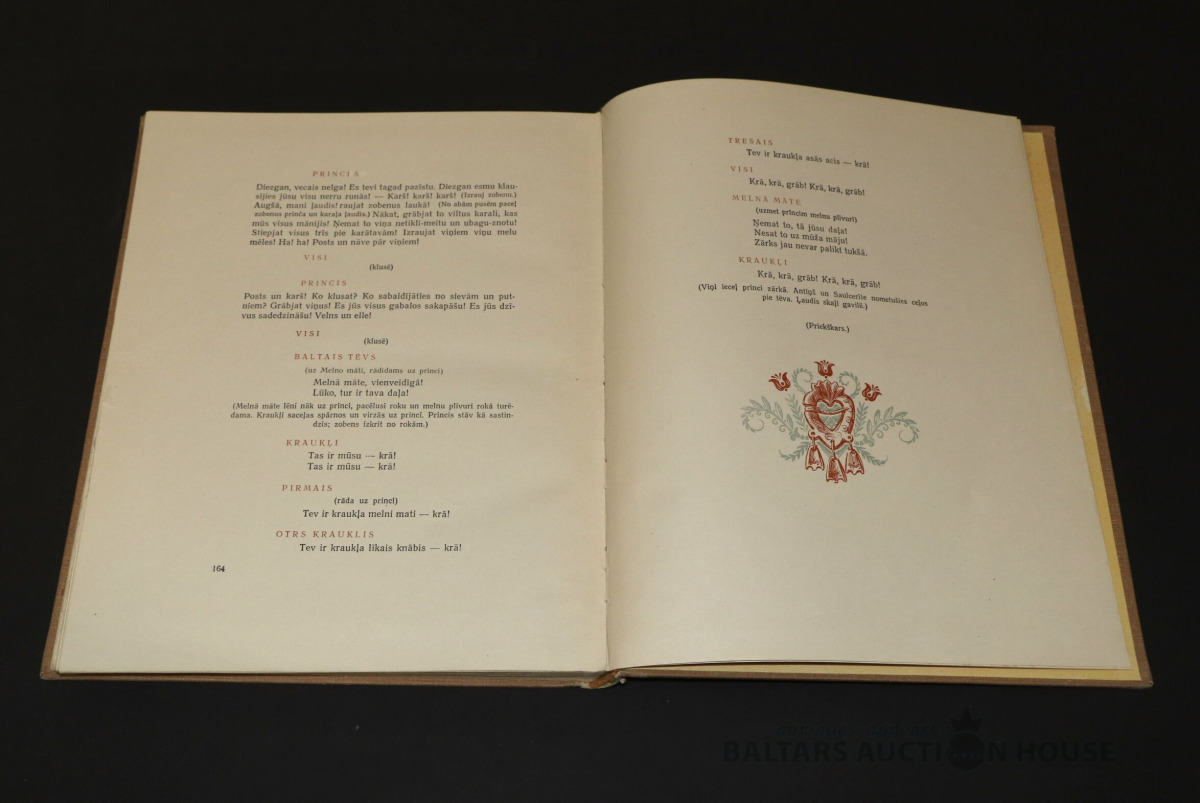 PRINCIS
Diezgan, vecais nelga! Es tevi tagad pazīstu. Diezgan esmu klau-
sījies jūsu visu nerru runās! — Karš! karš! karš! (Izrauj zobenu.)
Augšā, mani ļaudis! raujat zobenus laukā! (No abām pusēm paceļ
zobenus prinča un karaļa ļaudis.) Nākat, grābjat to viltus karali, kas
mūs visus mānījis! Ņemat to viņa netikli-meitu un ubagu-znotu!
Stiepjat visus trīs pie karātavām! Izraujat viņiem viņu melu
mēles! Ha! ha! Posts un nāve pār viņiem!
VISI
(klusē)
PRINCIS
Posts un karš! Ko klusat? Ko sabaidījāties no sievām un put-
niem? Grābjat viņus! Es jūs visus gabalos sakapāšu! Es jūs dzī-
vus sadedzināšu! Velns un elle!
VISI
(klusē)
BALTAIS TĒVS
(uz Melno māti, rādīdams uz princi)
Melnā māte, vienveidīgā!
Lūko, tur ir tava daļa!
(Melnā māte lēni nāk uz princi, pacēlusi roku un melnu plīvuri rokā turē-
dama. Kraukļi saceļas spārnos un virzās uz princi. Princis stāv kā sastin-
dzis; zobens izkrīt no rokām.)
KRAUKĻI
Tas ir mūsu — krā!
Tas ir mūsu — krā!
PIRMAIS
(rāda uz princi)
Tev ir kraukļa melni mati — krā!
OTRS KRAUKLIS
Tev ir kraukļa līkais knābis — krā!
164
TREŠAIS
Tev ir kraukļa asās acis — krā!
VISI
Krā, krā, grāb! Krā, krā, grāb!
MELNĀ MĀTE
(uzmet princim melnu plīvuri)
Ņemat to, tā jūsu daļa!
Nesat to uz mūža māju!
Zārks jau nevar palikt tukšā.
KRAUKĻI
Krā, krā, grāb! Krā, krā, grāb!
(Viņi ieceļ princi zārkā. Antiņš un Saulcerīte nometušies ceļos
pie tēva. Ļaudis skaļi gavilē.)
(Priekškars.)
BALTARS AUCTION HOUSE